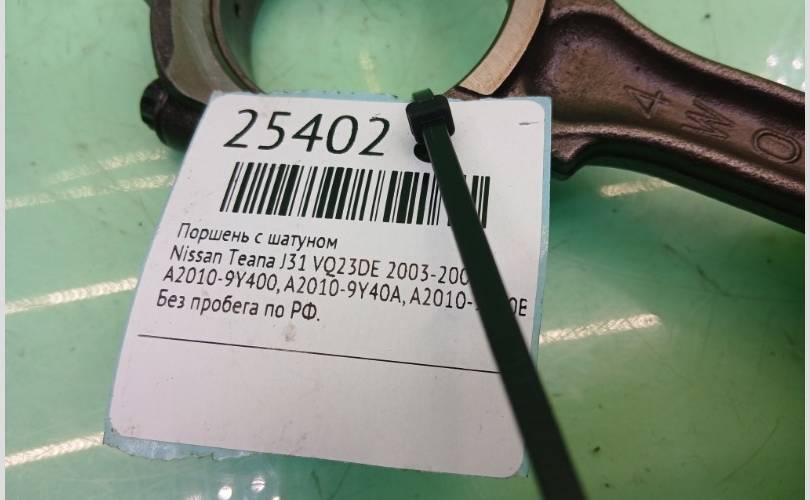 25402
Поршень с шатуном
Nissan Teana J31 VQ23DE 2003-200
A2010-9Y400, A2010-9Y40A, A2010-
Без пробега по РФ.
4 W O